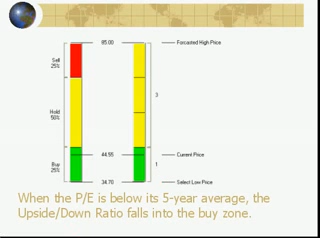 85.00 Forcasted High Price
Sell
25%
3
Hold
50%
44.55 Current Price
Buy
25%
1
34.70 Select Low Price
When the P/E is below its 5-year average, the
Upside/Down Ratio falls into the buy zone.